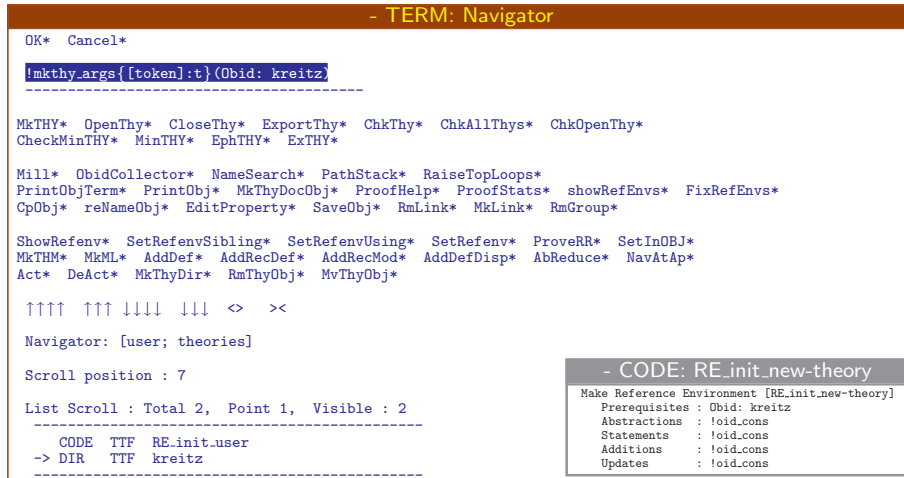 - TERM: Navigator
OK* Cancel*
!mkthy_args{[token]:t}(Obid: kreitz)
----------------------------------------
MkTHY* OpenThy* CloseThy* ExportThy* ChkThy* ChkAllThys* ChkOpenThy*
CheckMinTHY* MinTHY* EphTHY* ExTHY*
Mill* ObidCollector* NameSearch* PathStack* RaiseTopLoops*
PrintObjTerm* PrintObj* MkThyDocObj* ProofHelp* ProofStats* showRefEnvs* FixRefEnvs*
CpObj* reNameObj* EditProperty* SaveObj* RmLink* MkLink* RmGroup*
ShowRefenv* SetRefenvSibling* SetRefenvUsing* SetRefenv* ProveRR* SetInOBJ*
MkTHM* MkML* AddDef* AddRecDef* AddRecMod* AddDefDisp* AbReduce* NavAtAp*
Act* DeAct* MkThyDir* RmThyObj* MvThyObj*
↑↑↑↑ ↑↑↑ ↓↓↓↓ ↓↓↓ <> ><
Navigator: [user; theories]
Scroll position : 7
List Scroll : Total 2, Point 1, Visible : 2
----------------------------------------------
CODE TTF RE_init_user
-> DIR TTF kreitz
----------------------------------------------
- CODE: RE_init_new-theory
Make Reference Environment [RE_init_new-theory]
Prerequisites : Obid: kreitz
Abstractions : !oid_cons
Statements : !oid_cons
Additions : !oid_cons
Updates : !oid_cons